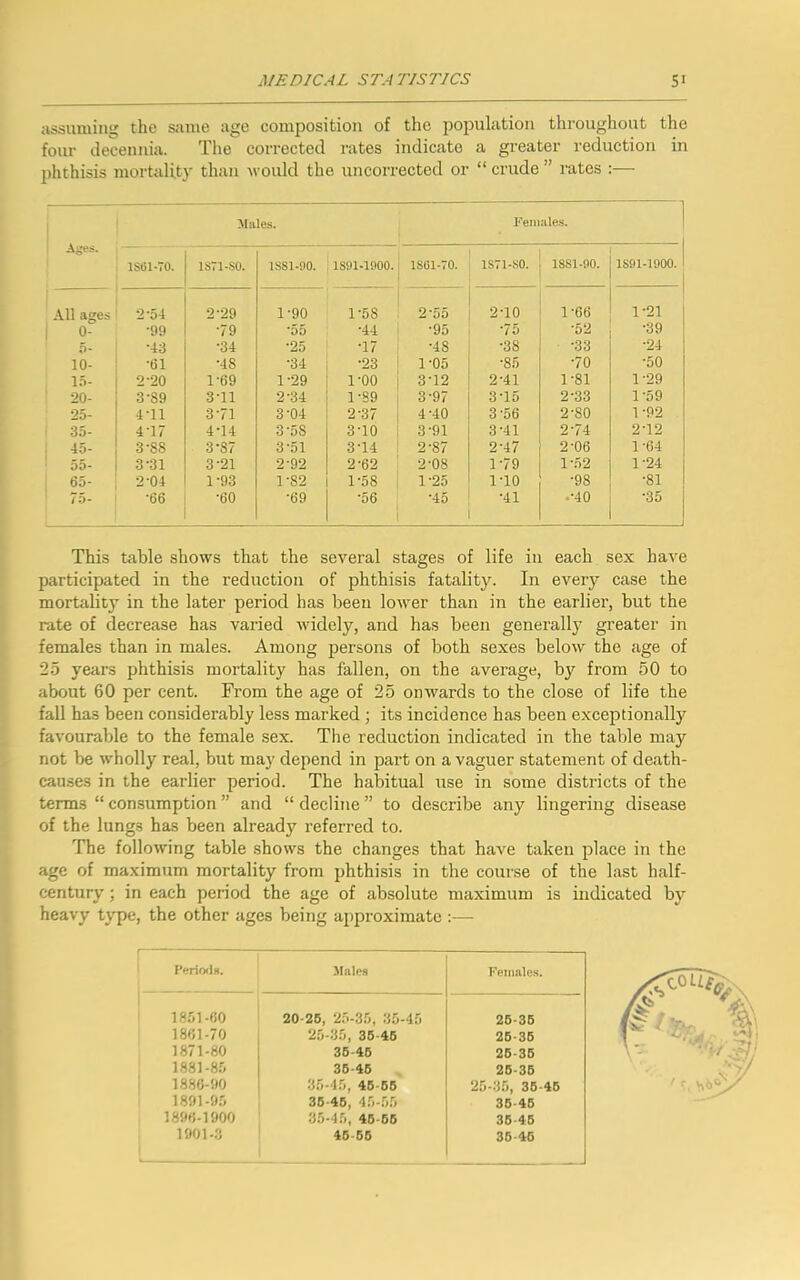 MEDICAL STATISTICS 51
assuming the same age composition of the population throughout the
four decennia. The corrected rates indicate a greater reduction in
phthisis mortality than would the uncorrected or “ crude ” rates :—
Ages. Males. Females.
1861-70. 1871-80. 1881-90. 1891-1900. 1861-70. 1871-80. 1881-90. 1891-1900.
All ages 2·54 2·29 1·90 1·58 2·55 2·10 1·66 1·21
0- ·99 ·79 ·55 ·44 ·95 ·75 ·52 ·39
5- ·43 ·34 ·25 ·17 ·48 ·38 ·33 ·24
10- ·61 ·48 ·34 ·23 1·05 ·85 ·70 ·50
15- 2·20 1·69 1·29 1·00 3·12 2·41 1·81 1·29
20- 3·89 3·11 2·34 1·89 3·97 3·15 2·33 1·59
25- 4·11 3·71 3·04 2·37 4·40 3·56 2·80 1·92
35- 4·17 4·14 3·58 3·10 3·91 3·41 2·74 2·12
45- 3·88 3·87 3·51 3·14 2·87 2·47 2·06 1·64
55- 3·31 3·21 2·92 2·62 2·08 1·79 1·52 1·24
65- 2·04 1·93 1·82 1·58 1·25 1·10 ·98 ·81
75- ·66 ·60 ·69 ·56 ·45 ·41 ·40 ·35
This table shows that the several stages of life in each sex have
participated in the reduction of phthisis fatality. In every case the
mortality in the later period has been lower than in the earlier, but the
rate of decrease has varied widely, and has been generally greater in
females than in males. Among persons of both sexes below the age of
25 years phthisis mortality has fallen, on the average, by from 50 to
about 60 per cent. From the age of 25 onwards to the close of life the
fall has been considerably less marked ; its incidence has been exceptionally
favourable to the female sex. The reduction indicated in the table may
not be wholly real, but may depend in part on a vaguer statement of death-
causes in the earlier period. The habitual use in some districts of the
terms “ consumption ” and “ decline ” to describe any lingering disease
of the lungs has been already referred to.
The following table shows the changes that have taken place in the
age of maximum mortality from phthisis in the course of the last half-
century ; in each period the age of absolute maximum is indicated by
heavy type, the other ages being approximate :—
Periods. Males Females.
1851-60 20-25, 25-35, 35-45 25-35
1861-70 25-35, 35-45 25-35
1871-80 35-45 25-35
1881-85 35-45 25-35
1886-90 35-45, 45-55 25-35, 35-45
1891-95 35-45, 45-55 35-45
1896-1900 35-45, 45-55 35-45
1901-3 45-55 35-45